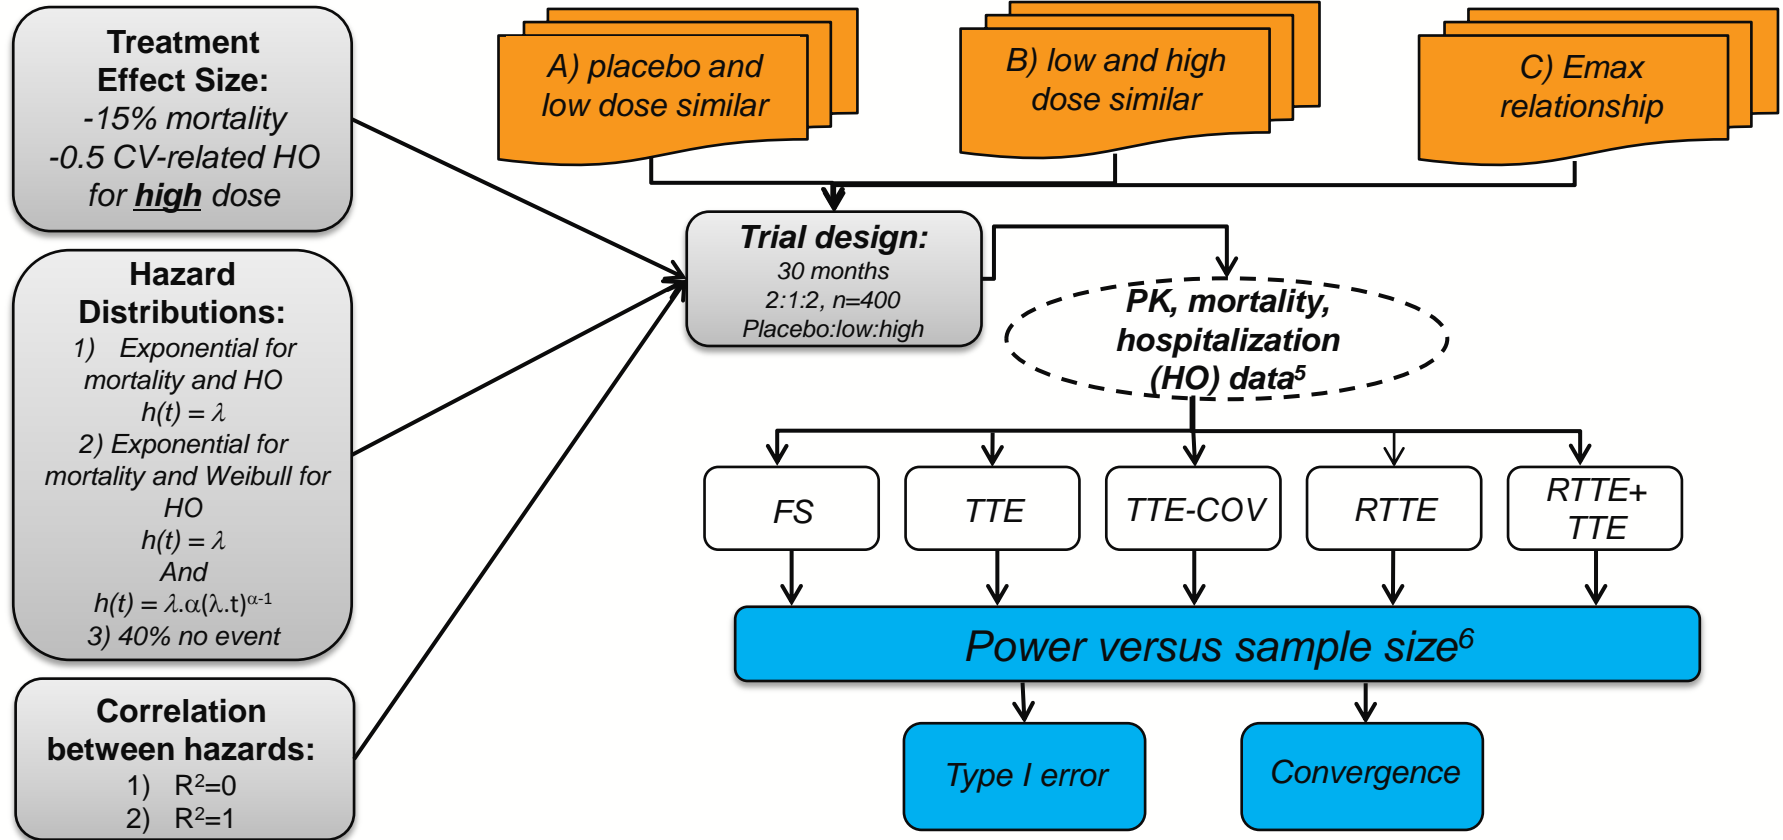 Treatment
Effect Size:
-15% mortality
-0.5 CV-related HO
for high dose
Hazard
Distributions:
1) Exponential for
mortality and HO
h(t) = λ
2) Exponential for
mortality and Weibull for
HO
h(t) = λ
And
h(t) = λ.α(λ.t)^α-1
3) 40% no event
Correlation
between hazards:
1) R²=0
2) R²=1
A) placebo and
low dose similar
B) low and high
dose similar
C) Emax
relationship
Trial design:
30 months
2:1:2, n=400
Placebo:low:high
PK, mortality,
hospitalization
(HO) data⁵
FS
TTE
TTE-COV
RTTE
RTTE+
TTE
Power versus sample size⁶
Type I error
Convergence